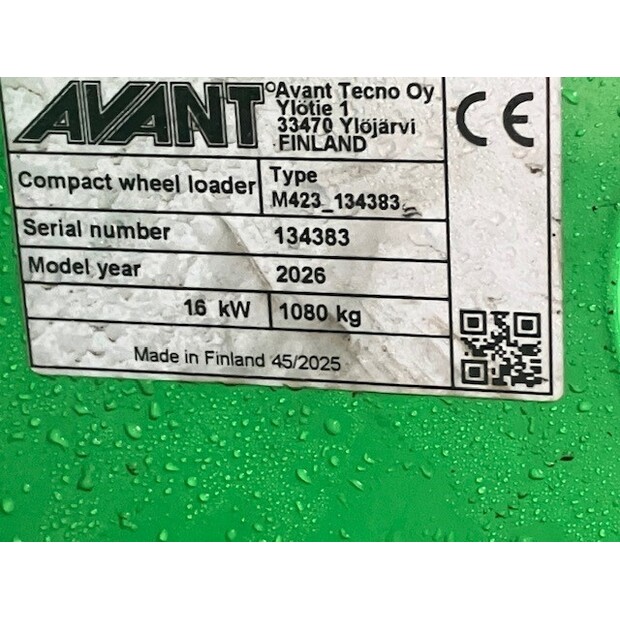 AVANT
Avant Tecno Oy
Ylötie 1
33470 Ylöjärvi
FINLAND
CE
Compact wheel loader
Type
M423_134383
Serial number
134383
Model year
2026
16 kW
1080 kg
Made in Finland 45/2025